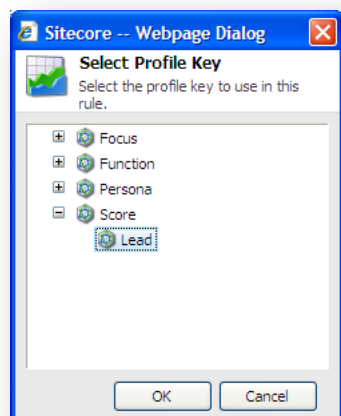 Sitecore -- Webpage Dialog
Select Profile Key
Select the profile key to use in this
rule.
Focus
Function
Persona
Score
Lead
OK
Cancel